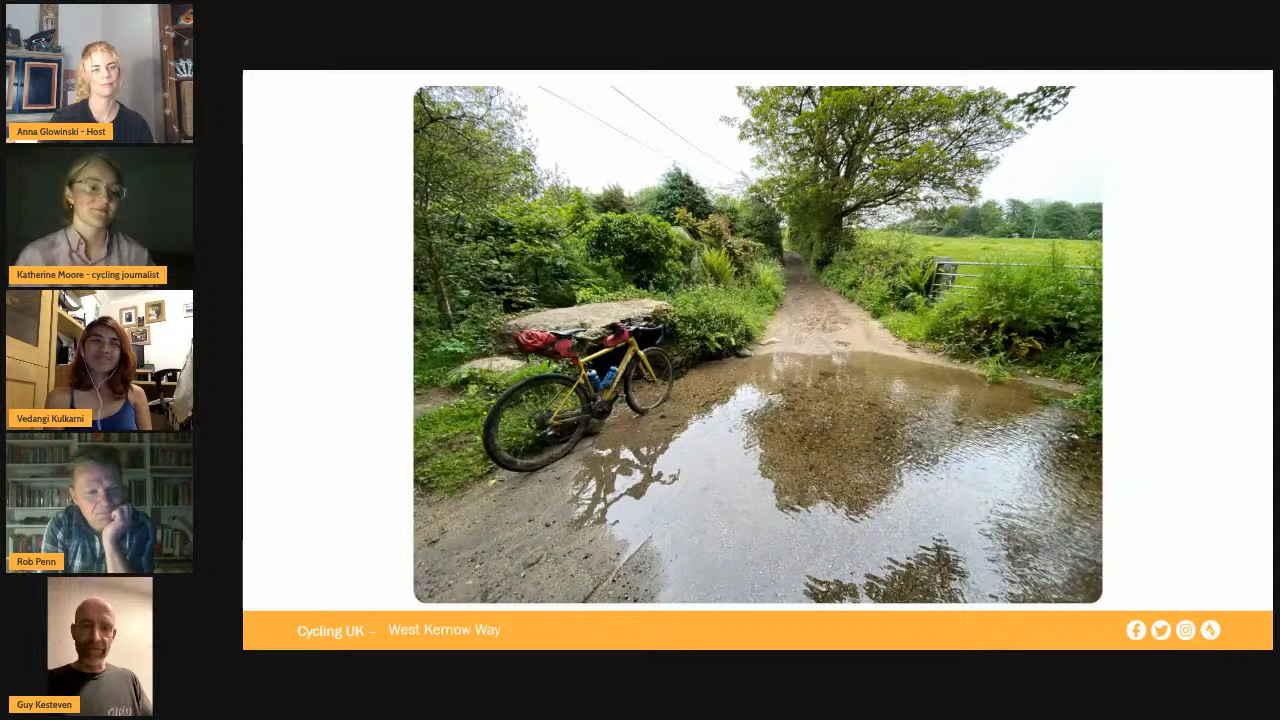 Anna Glowinski - Host
Katherine Moore - cycling journalist
Vedangi Kulkarni
Rob Penn
Guy Kesteven
Cycling UK – West Kernow Way